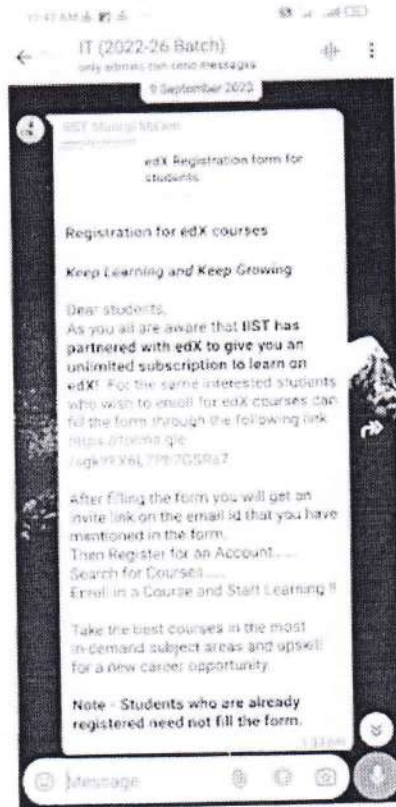 IT (2022-26 Batch)
only admins can send messages
9 September 2023
edX Registration form for
students.
Registration for edX courses
Keep Learning and Keep Growing
Dear students,
As you all are aware that IIST has
partnered with edX to give you an
unlimited subscription to learn on
edX! For the same interested students
who wish to enroll for edX courses can
fill the form through the following link
After filling the form you will get an
invite link on the email id that you have
mentioned in the form.
Then Register for an Account.....
Search for Courses.....
Enroll in a Course and Start Learning !!
Take the best courses in the most
in-demand subject areas and upskill
for a new career opportunity.
Note - Students who are already
registered need not fill the form.
Message